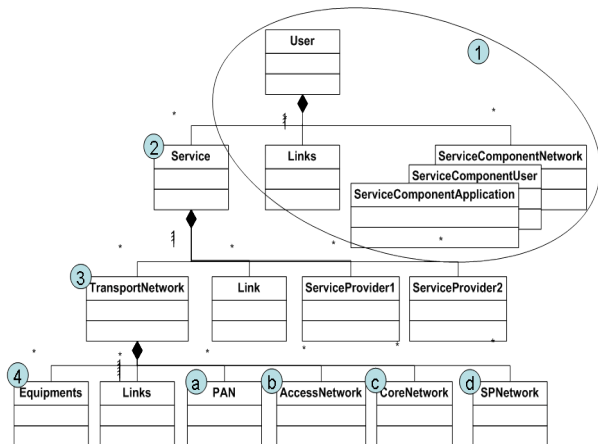 User
1
*
*
2
Service
Links
ServiceComponentNetwork
ServiceComponentUser
ServiceComponentApplication
*
*
*
*
3
TransportNetwork
Link
ServiceProvider1
ServiceProvider2
*
*
*
*
*
*
4
Equipments
Links
a
PAN
b
AccessNetwork
c
CoreNetwork
d
SPNetwork